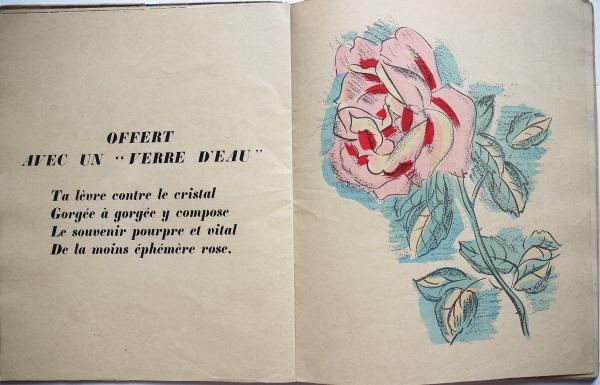 OFFERT
AVEC UN “VERRE D'EAU”
Ta lèvre contre le cristal
Gorgée à gorgée y compose
Le souvenir pourpre et vital
De la moins éphémère rose.